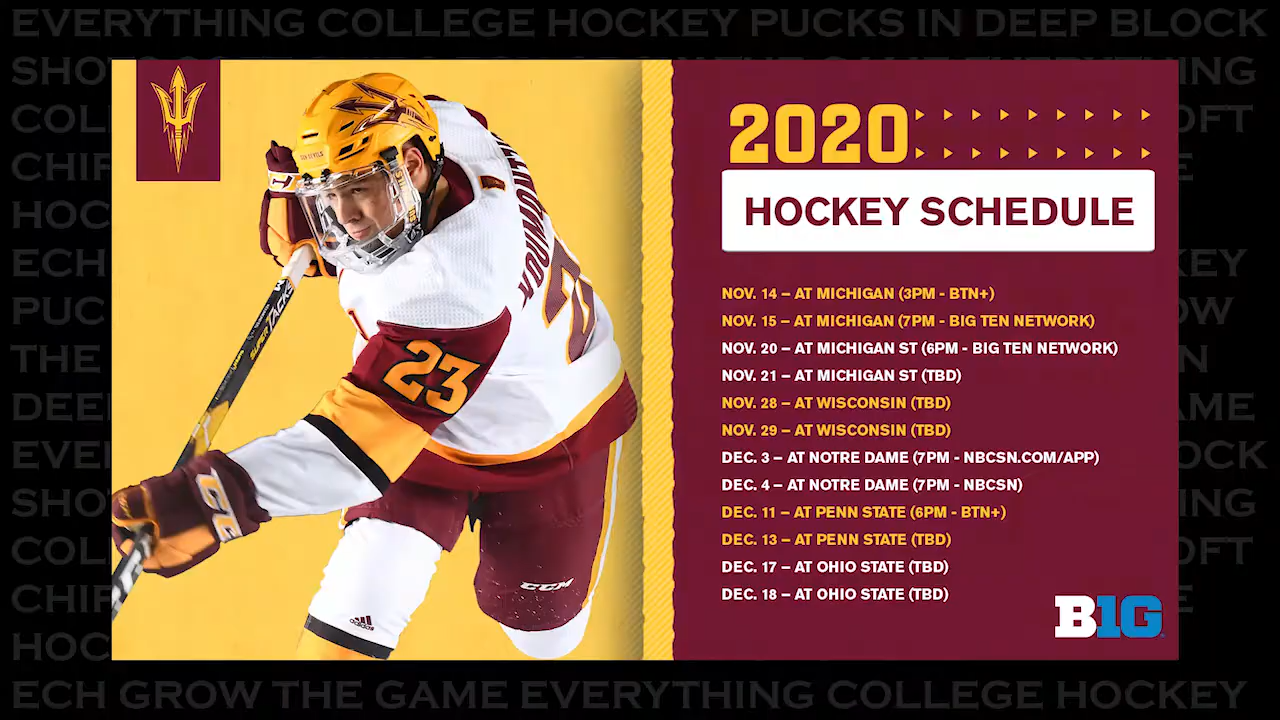 EVERYTHING COLLEGE HOCKEY PUCKS IN DEEP BLOCK
2020
HOCKEY SCHEDULE
NOV. 14 – AT MICHIGAN (3PM - BTN+)
NOV. 15 – AT MICHIGAN (7PM - BIG TEN NETWORK)
NOV. 20 – AT MICHIGAN ST (6PM - BIG TEN NETWORK)
NOV. 21 – AT MICHIGAN ST (TBD)
NOV. 28 – AT WISCONSIN (TBD)
NOV. 29 – AT WISCONSIN (TBD)
DEC. 3 – AT NOTRE DAME (7PM - NBCSN.COM/APP)
DEC. 4 – AT NOTRE DAME (7PM - NBCSN)
DEC. 11 – AT PENN STATE (6PM - BTN+)
DEC. 13 – AT PENN STATE (TBD)
DEC. 17 – AT OHIO STATE (TBD)
DEC. 18 – AT OHIO STATE (TBD)
B1G
SUN DEVILS
SUPERTACKS
23
CCM
adidas
ECH GROW THE GAME EVERYTHING COLLEGE HOCKEY